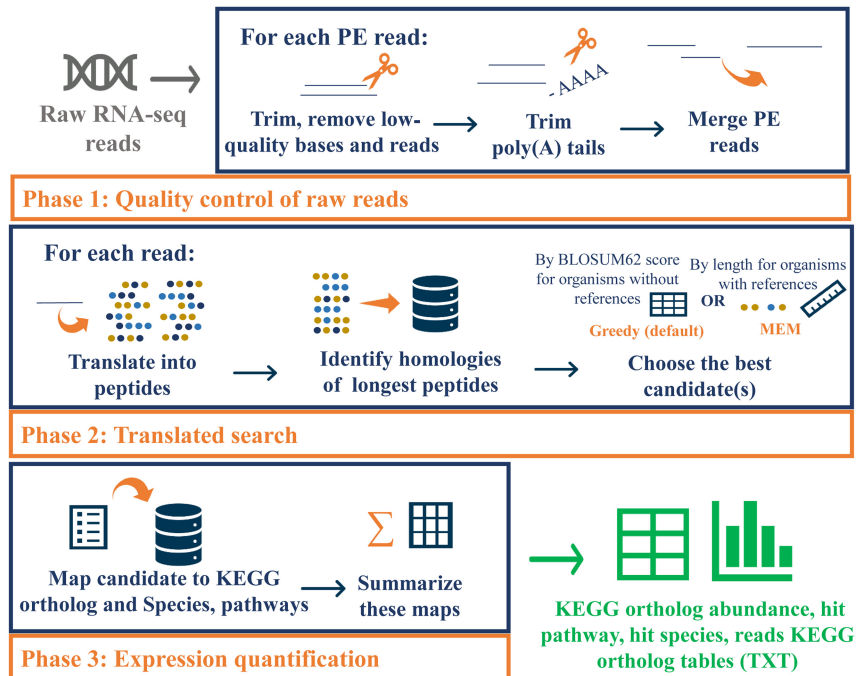 For each PE read:
Raw RNA-seq
reads
- AAAA
Trim, remove low-
quality bases and reads
Trim
poly(A) tails
Merge PE
reads
Phase 1: Quality control of raw reads
For each read:
By BLOSUM62 score
for organisms without
references
OR
By length for organisms
with references
Greedy (default)
MEM
Translate into
peptides
Identify homologies
of longest peptides
Choose the best
candidate(s)
Phase 2: Translated search
Σ
Map candidate to KEGG
ortholog and Species, pathways
Summarize
these maps
Phase 3: Expression quantification
KEGG ortholog abundance, hit
pathway, hit species, reads KEGG
ortholog tables (TXT)